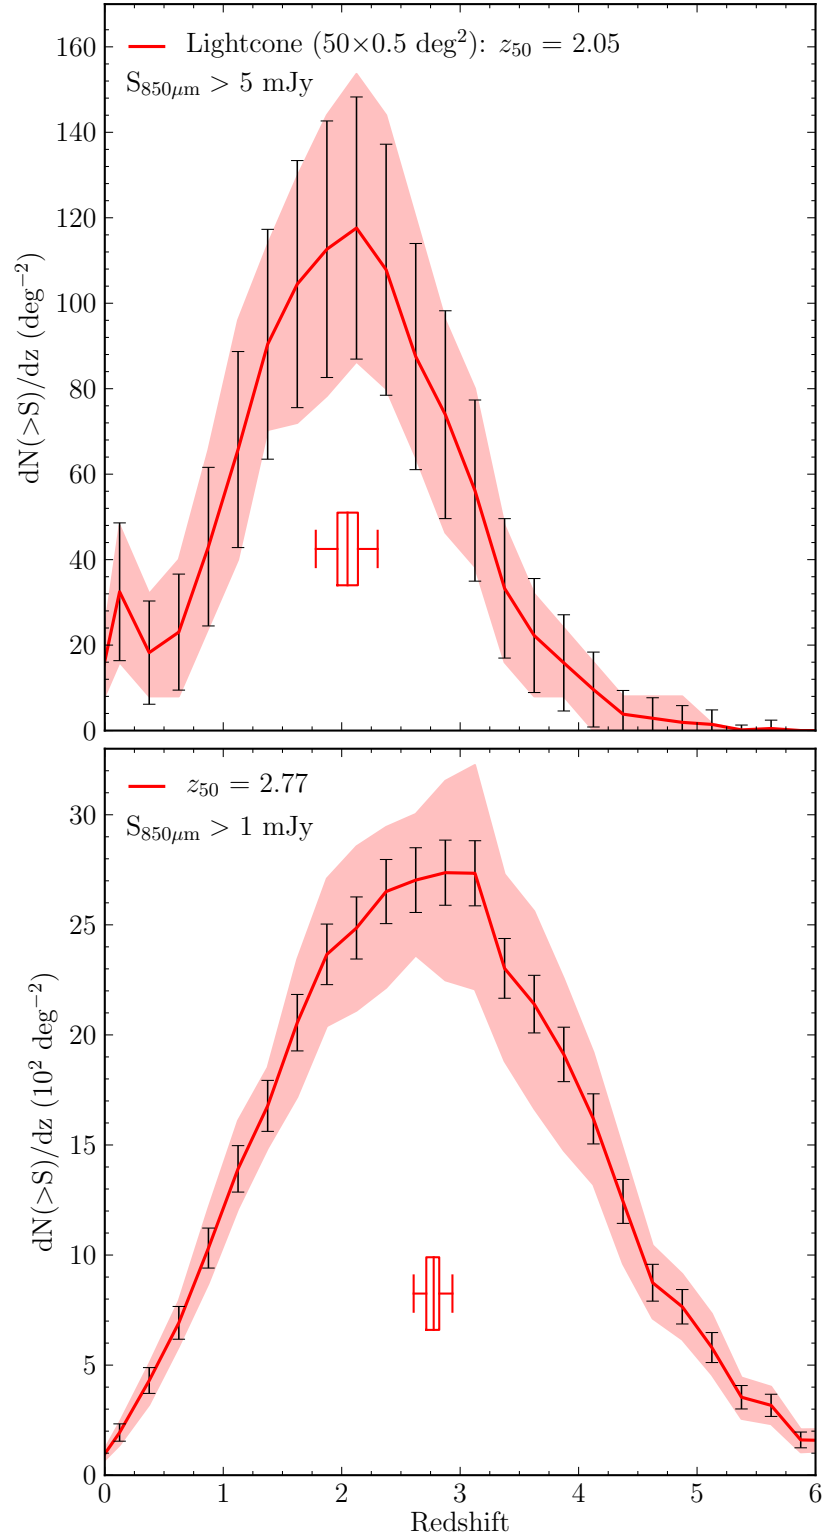 Lightcone (50×0.5 deg²): z₅₀ = 2.05
S₈₅₀μm > 5 mJy
160
140
120
100
80
60
40
20
0
dN(>S)/dz (deg⁻²)
z₅₀ = 2.77
S₈₅₀μm > 1 mJy
30
25
20
15
10
5
0
dN(>S)/dz (10² deg⁻²)
0 1 2 3 4 5 6
Redshift